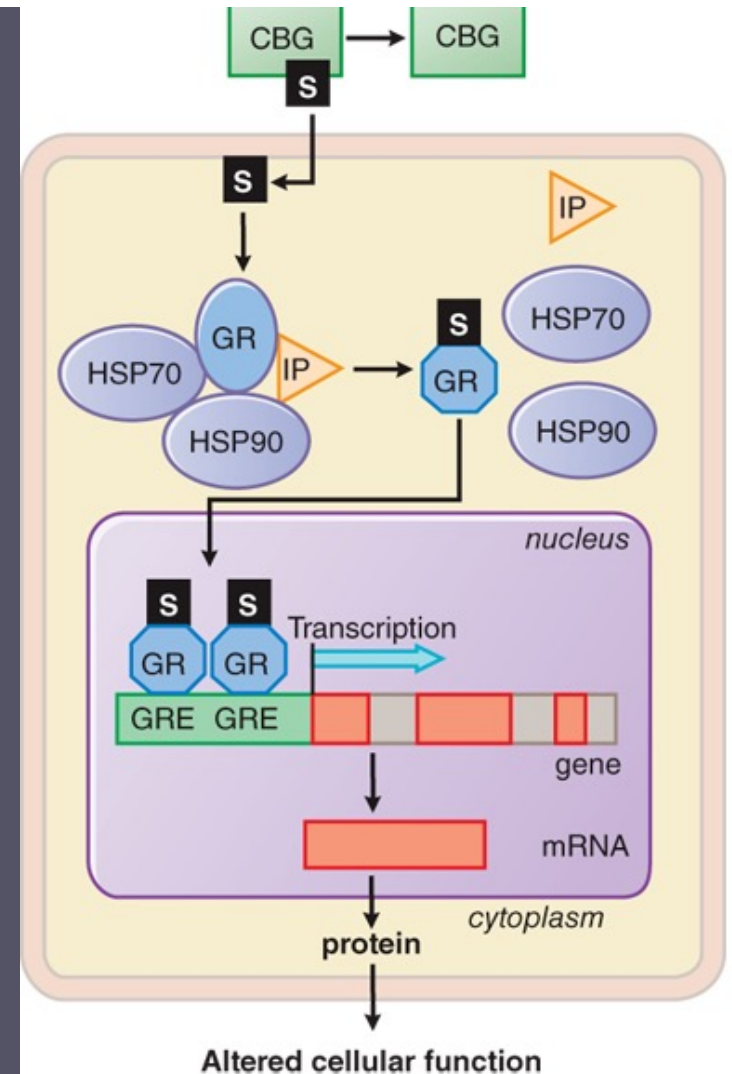 CBG CBG
S
S
IP
HSP70
GR
S
HSP70
IP
GR
HSP90
HSP90
nucleus
S S
Transcription
GR GR
GRE GRE
gene
mRNA
cytoplasm
protein
Altered cellular function